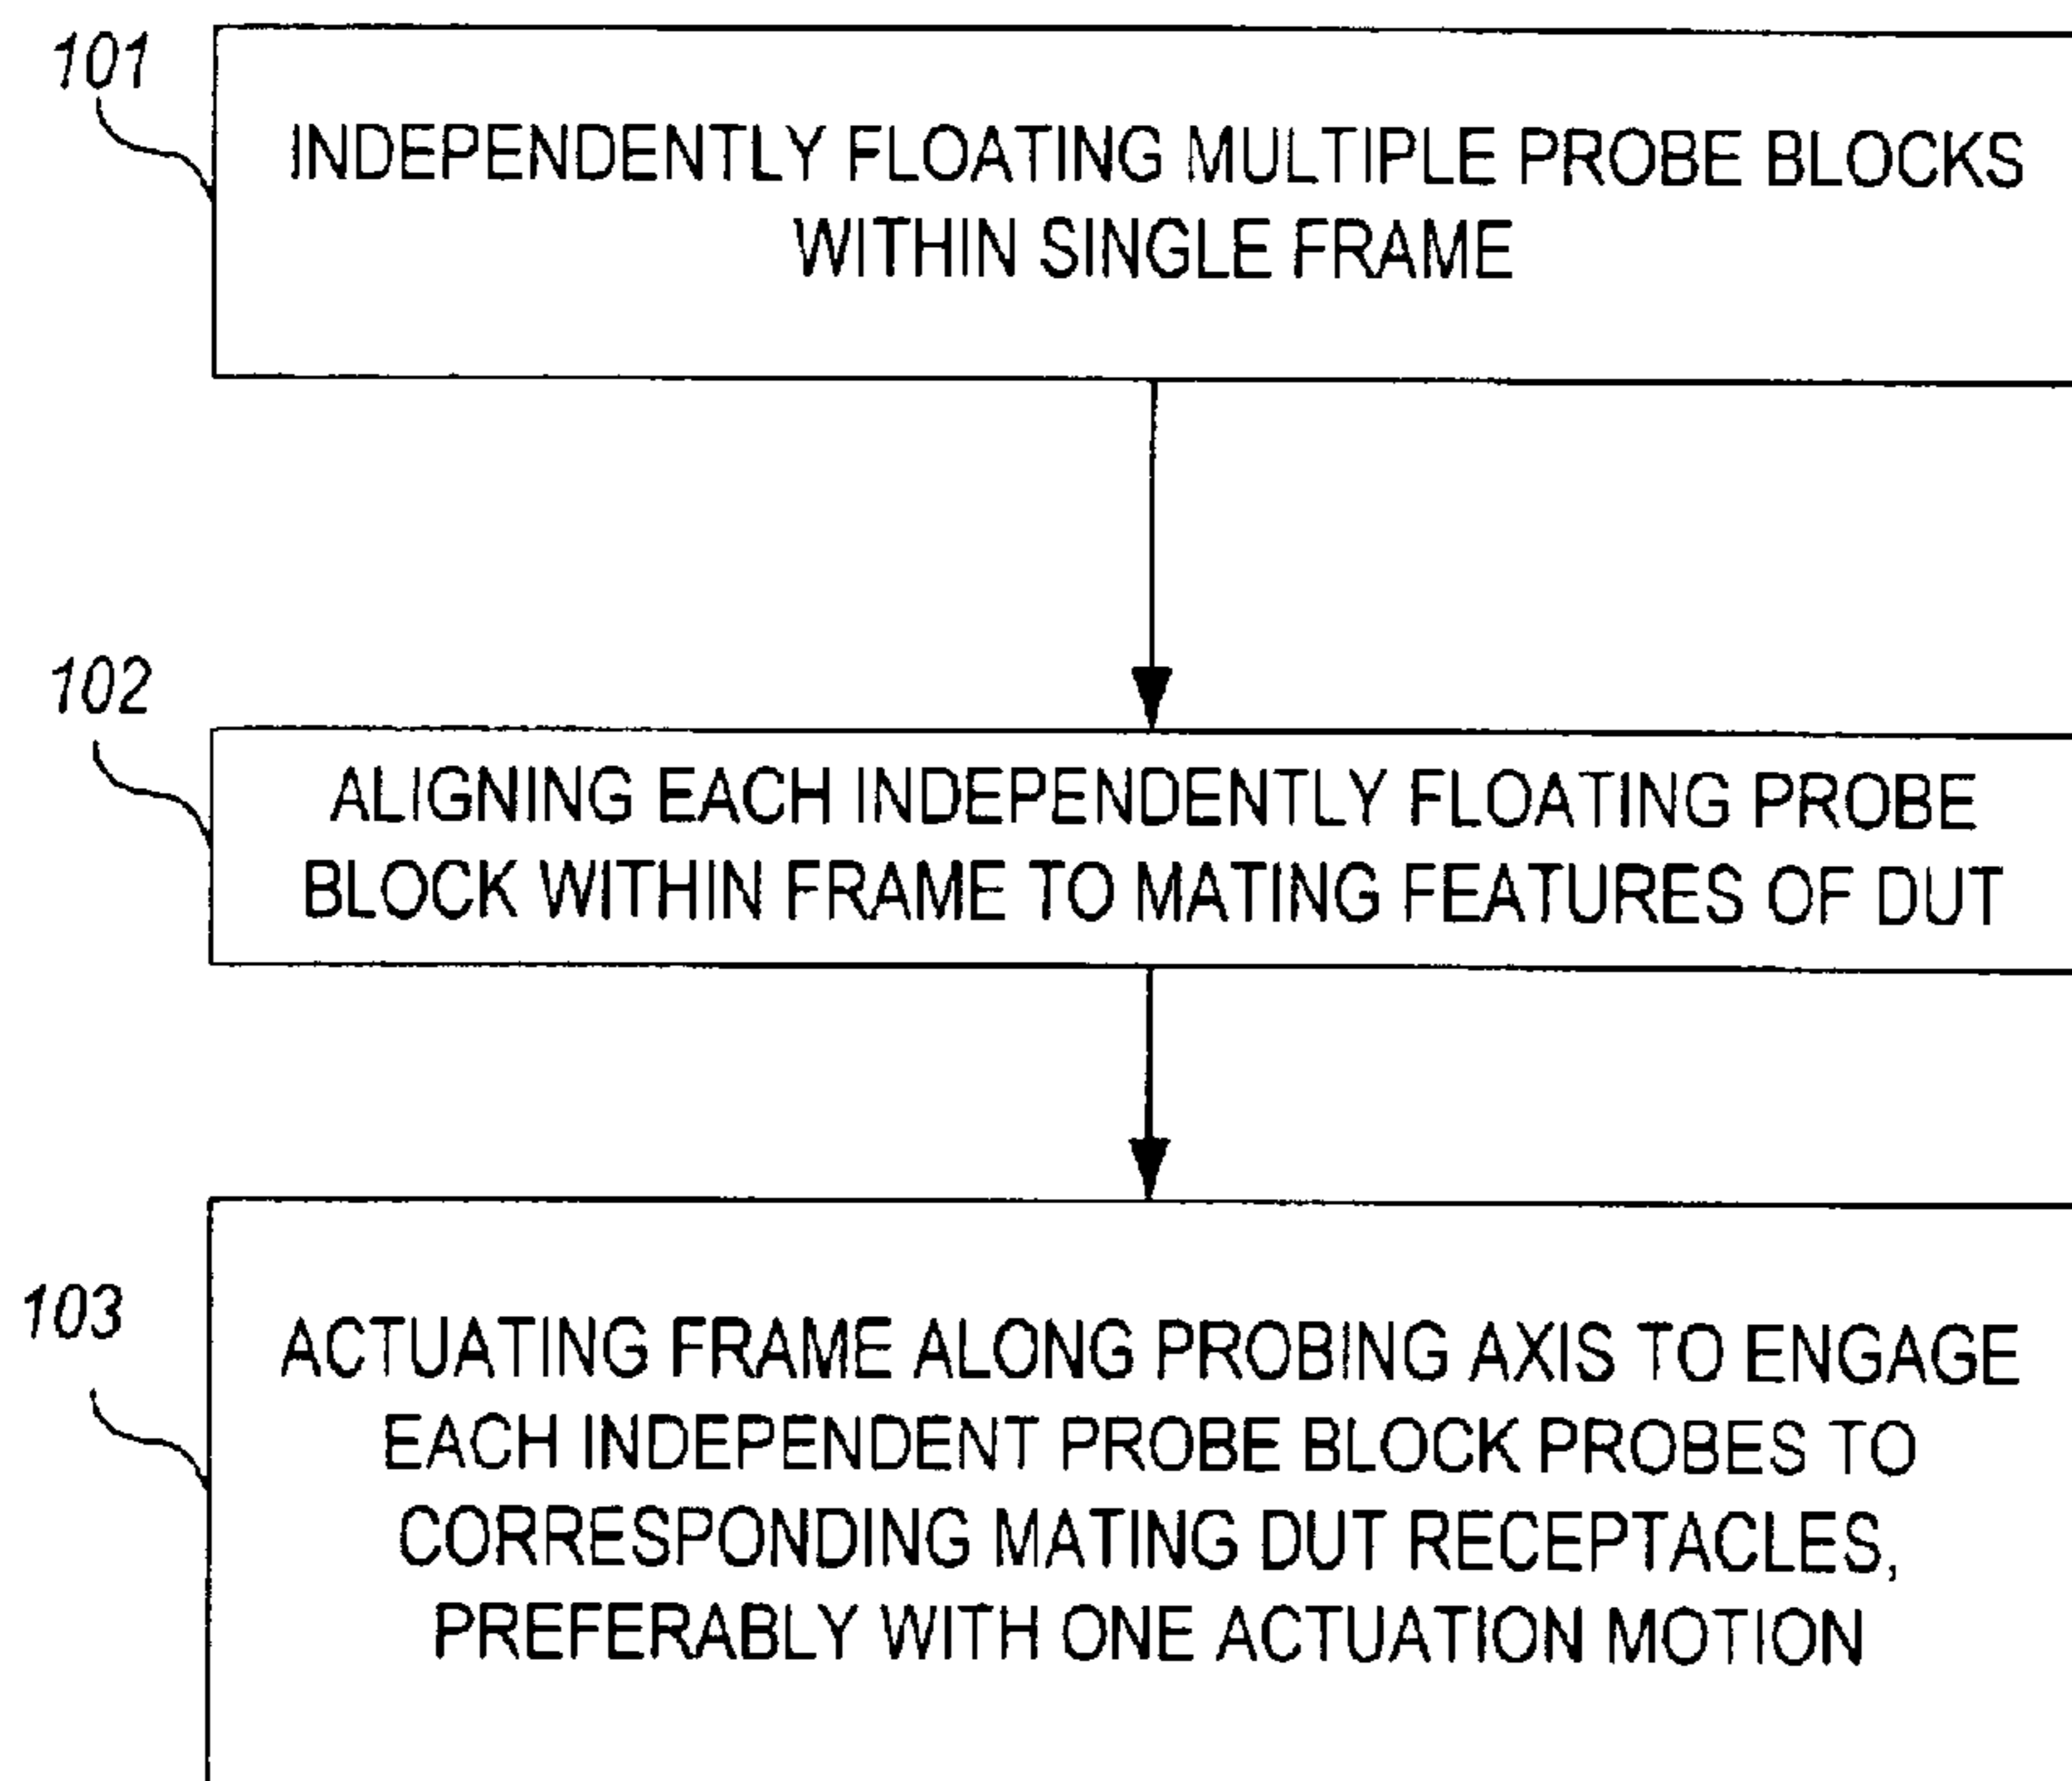 101
INDEPENDENTLY FLOATING MULTIPLE PROBE BLOCKS
WITHIN SINGLE FRAME
102
ALIGNING EACH INDEPENDENTLY FLOATING PROBE
BLOCK WITHIN FRAME TO MATING FEATURES OF DUT
103
ACTUATING FRAME ALONG PROBING AXIS TO ENGAGE
EACH INDEPENDENT PROBE BLOCK PROBES TO
CORRESPONDING MATING DUT RECEPTACLES,
PREFERABLY WITH ONE ACTUATION MOTION